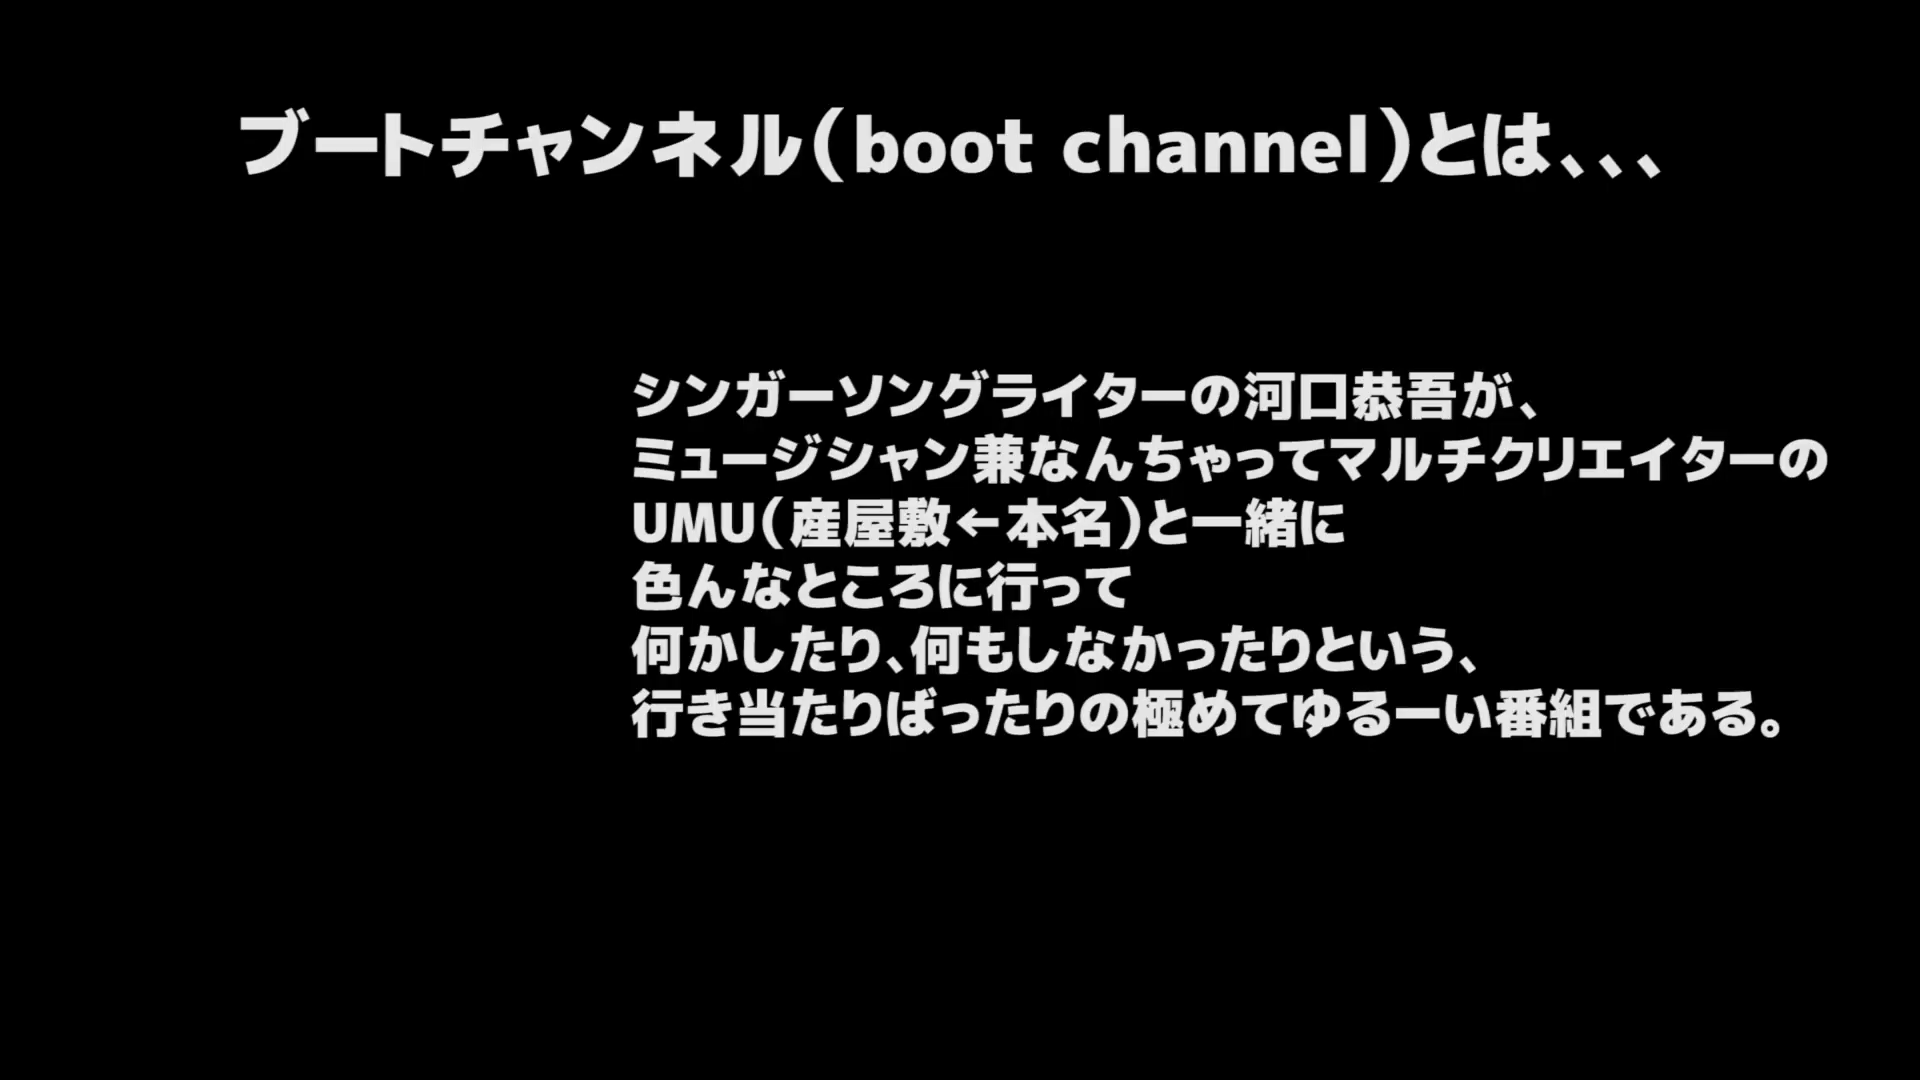 ブートチャンネル（boot channel）とは、、、
シンガーソングライターの河口恭吾が、
ミュージシャン兼なんちゃってマルチクリエイターの
UMU（産屋敷←本名）と一緒に
色んなところに行って
何かしたり、何もしなかったりという、
行き当たりばったりの極めてゆるーい番組である。